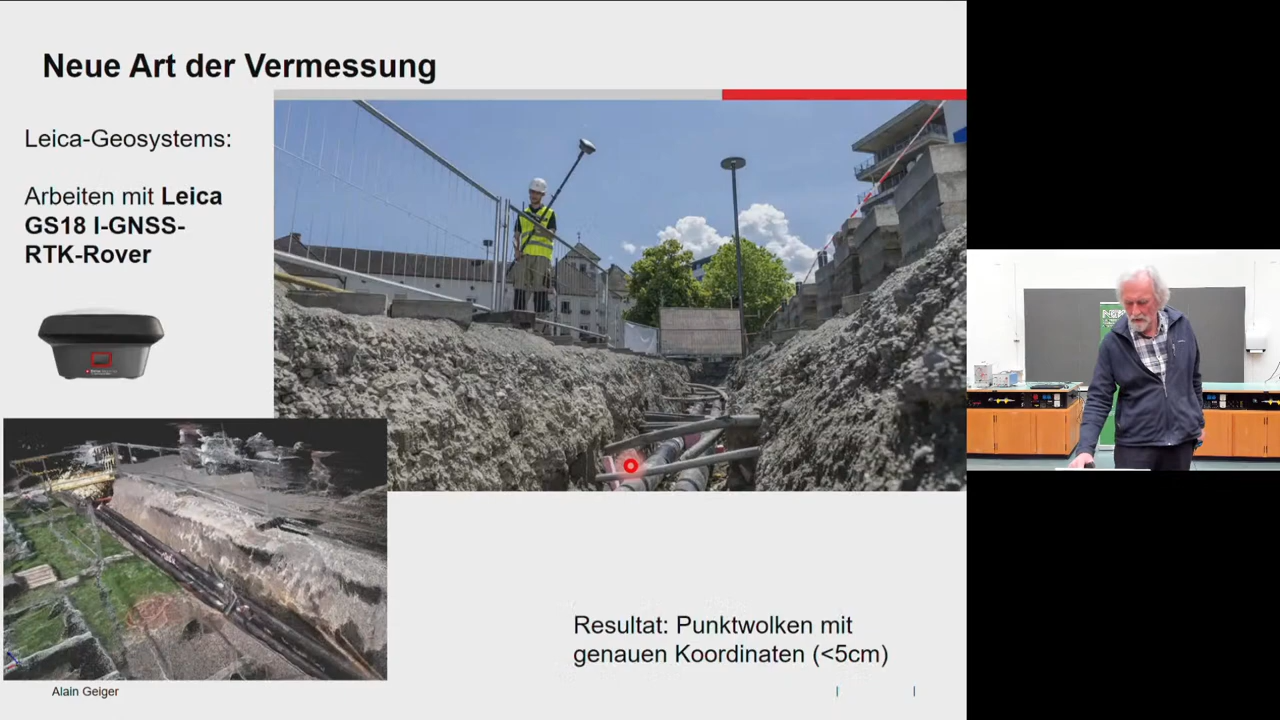 Neue Art der Vermessung
Leica-Geosystems:
Arbeiten mit Leica
GS18 I-GNSS-
RTK-Rover
Resultat: Punktwolken mit
genauen Koordinaten (<5cm)
Alain Geiger